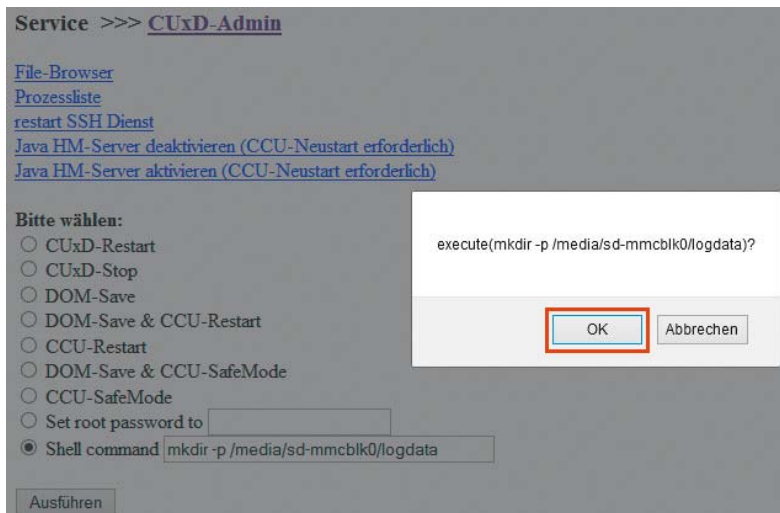 Service >>> CUxD-Admin
File-Browser
Prozessliste
restart SSH Dienst
Java HM-Server deaktivieren (CCU-Neustart erforderlich)
Java HM-Server aktivieren (CCU-Neustart erforderlich)
Bitte wählen:
CUxD-Restart
CUxD-Stop
DOM-Save
DOM-Save & CCU-Restart
CCU-Restart
DOM-Save & CCU-SafeMode
CCU-SafeMode
Set root password to
Shell command mkdir -p /media/sd-mmcblk0/logdata
Ausführen
execute(mkdir -p /media/sd-mmcblk0/logdata)?
OK Abbrechen